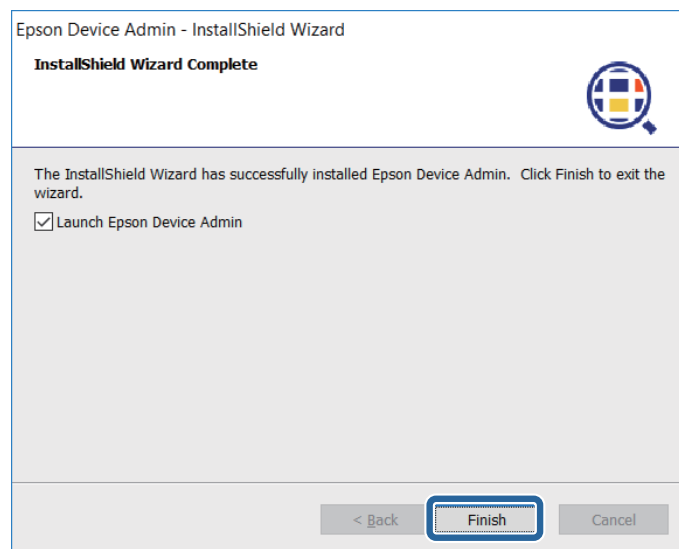 Epson Device Admin - InstallShield Wizard
InstallShield Wizard Complete
The InstallShield Wizard has successfully installed Epson Device Admin.  Click Finish to exit the
wizard.
Launch Epson Device Admin
< Back
Finish
Cancel